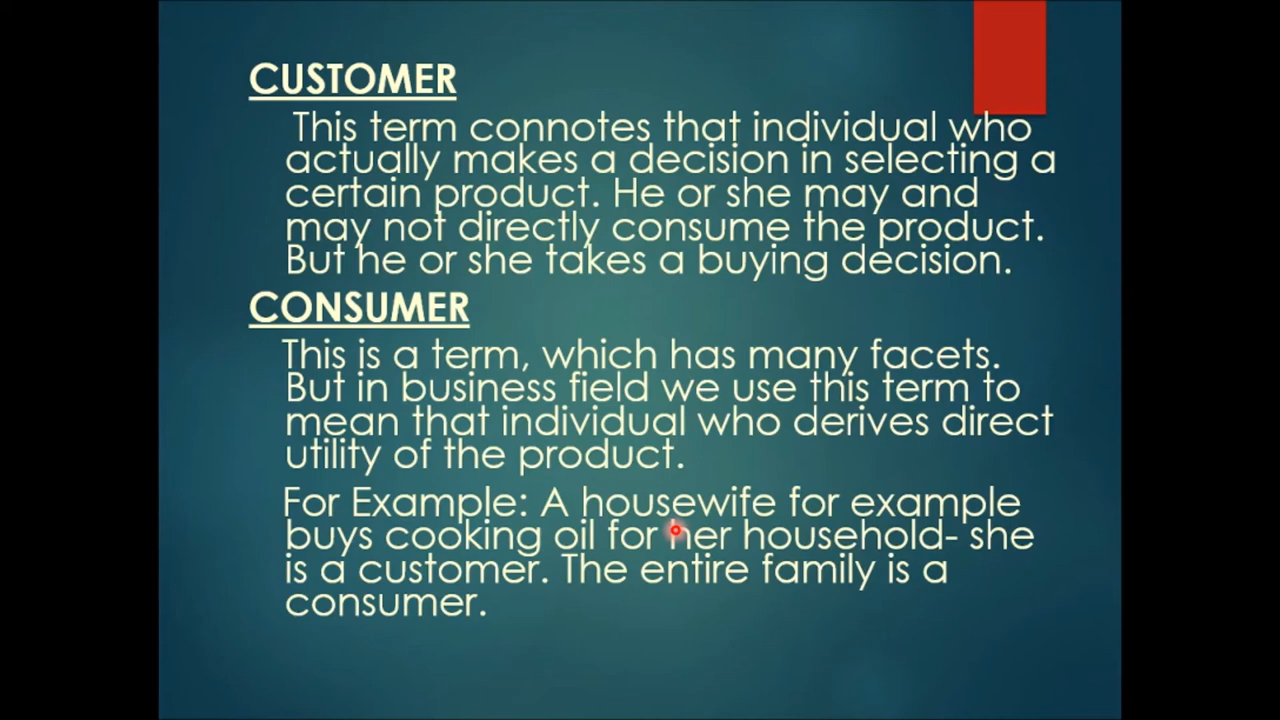 CUSTOMER
This term connotes that individual who
actually makes a decision in selecting a
certain product. He or she may and
may not directly consume the product.
But he or she takes a buying decision.
CONSUMER
This is a term, which has many facets.
But in business field we use this term to
mean that individual who derives direct
utility of the product.
For Example: A housewife for example
buys cooking oil for her household- she
is a customer. The entire family is a
consumer.